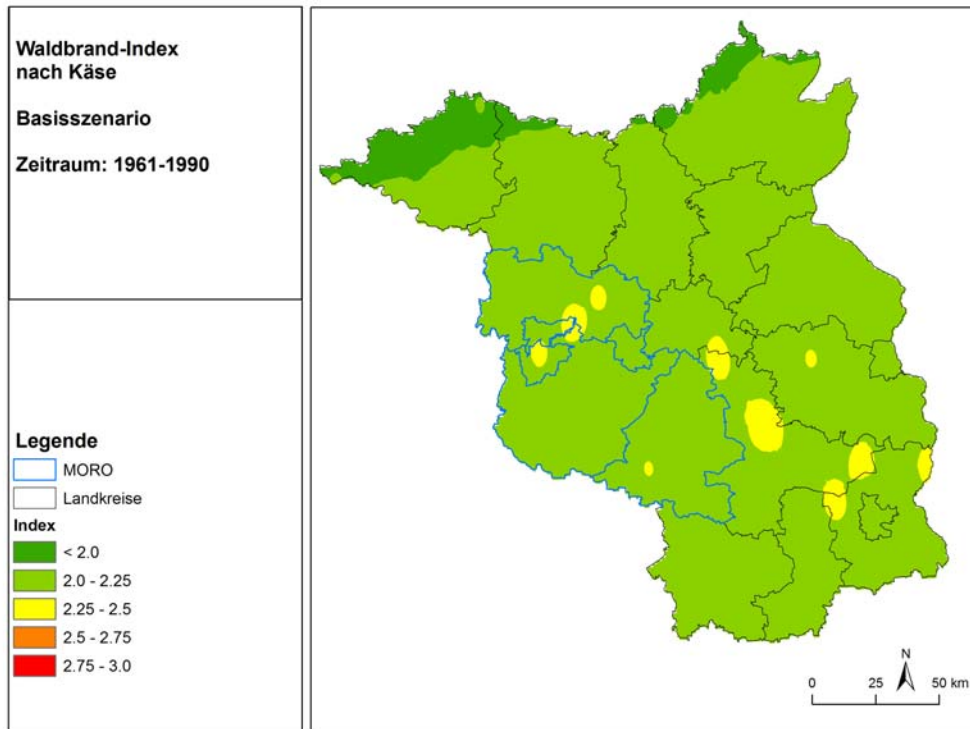 Waldbrand-Index
nach Käse
Basisszenario
Zeitraum: 1961-1990
Legende
MORO
Landkreise
Index
< 2.0
2.0 - 2.25
2.25 - 2.5
2.5 - 2.75
2.75 - 3.0
N
0 25 50 km